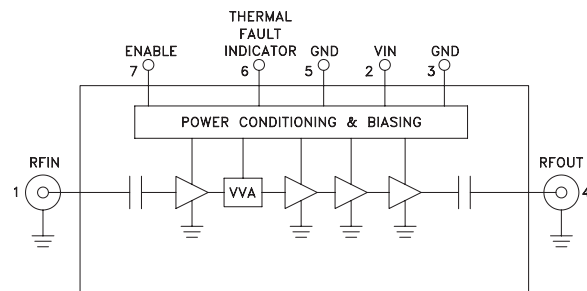 THERMAL
FAULT
ENABLE INDICATOR GND VIN GND
7 6 5 2 3
POWER CONDITIONING & BIASING
RFIN RFOUT
1 VVA 4